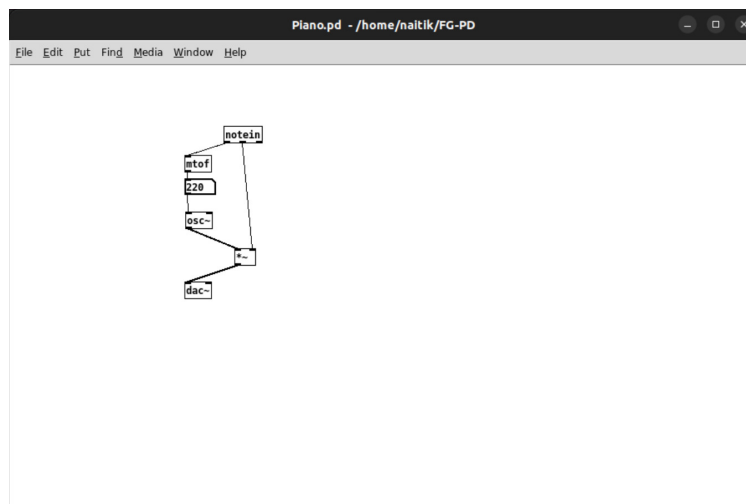 Piano.pd - /home/naitik/FG-PD
File Edit Put Find Media Window Help
notein
mtof
220
osc~
*~
dac~